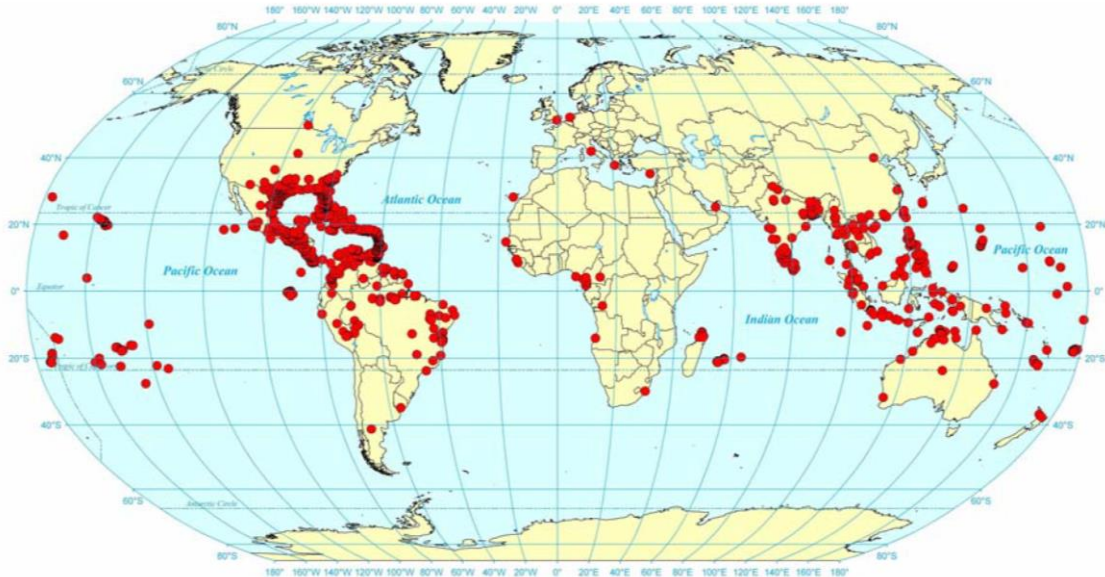 180° 160°W 140°W 120°W 100°W 80°W 60°W 40°W 20°W 0° 20°E 40°E 60°E 80°E 100°E 120°E 140°E 160°E 180°
80°N 80°N
60°N 60°N
40°N 40°N
Atlantic Ocean
Tropic of Cancer
20°N 20°N
Pacific Ocean Pacific Ocean
Equator
0° 0°
Indian Ocean
20°S 20°S
40°S 40°S
60°S 60°S
Antarctic Circle
80°S 80°S
180° 160°W 140°W 120°W 100°W 80°W 60°W 40°W 20°W 0° 20°E 40°E 60°E 80°E 100°E 120°E 140°E 160°E 180°